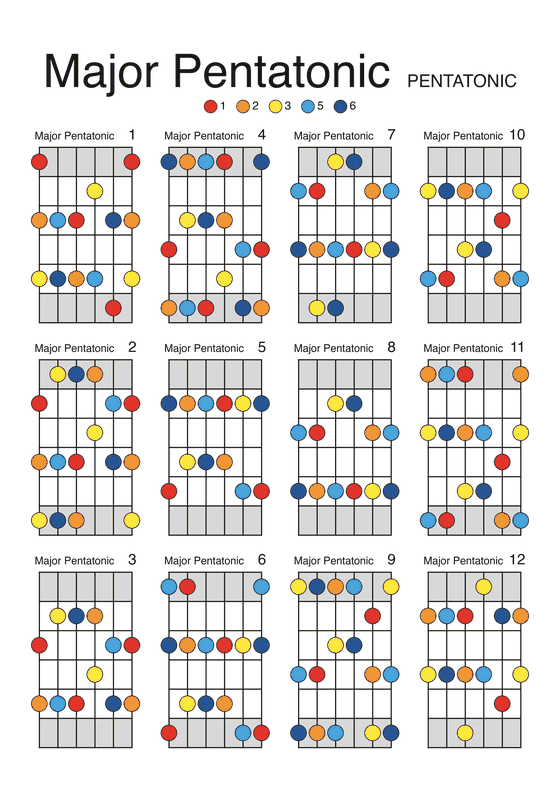 Major Pentatonic PENTATONIC
1 2 3 5 6
Major Pentatonic 1
Major Pentatonic 4
Major Pentatonic 7
Major Pentatonic 10
Major Pentatonic 2
Major Pentatonic 5
Major Pentatonic 8
Major Pentatonic 11
Major Pentatonic 3
Major Pentatonic 6
Major Pentatonic 9
Major Pentatonic 12